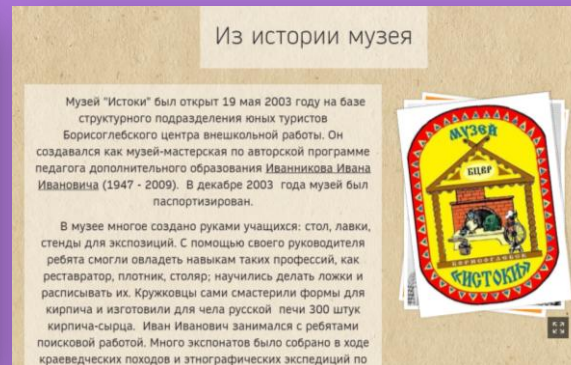 Из истории музея
Музей "Истоки" был открыт 19 мая 2003 году на базе
структурного подразделения юных туристов
Борисоглебского центра внешкольной работы. Он
создавался как музей-мастерская по авторской программе
педагога дополнительного образования Иванникова Ивана
Ивановича (1947 - 2009). В декабре 2003 года музей был
паспортизирован.
В музее многое создано руками учащихся: стол, лавки,
стенды для экспозиций. С помощью своего руководителя
ребята смогли овладеть навыкам таких профессий, как
реставратор, плотник, столяр; научились делать ложки и
расписывать их. Кружковцы сами смастерили формы для
кирпича и изготовили для чела русской печи 300 штук
кирпича-сырца. Иван Иванович занимался с ребятами
поисковой работой. Много экспонатов было собрано в ходе
краеведческих походов и этнографических экспедиций по
МУЗЕЙ
БЦВР
БОРИСОГЛЕБСК
«ИСТОКИ»